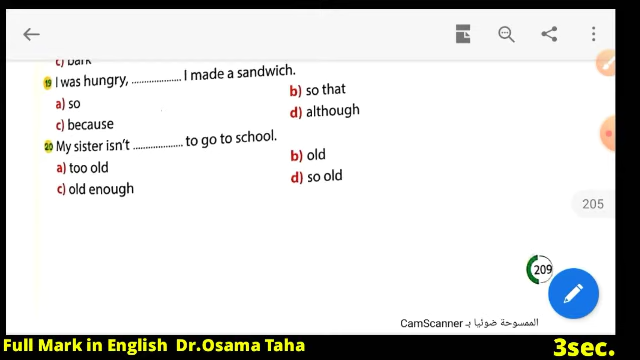 c) bark
19 I was hungry, .................. I made a sandwich.
a) so
b) so that
c) because
d) although
20 My sister isn't .................. to go to school.
a) too old
b) old
c) old enough
d) so old
205
209
الممسوحة ضوئيا بـ CamScanner
Full Mark in English Dr.Osama Taha
3sec.